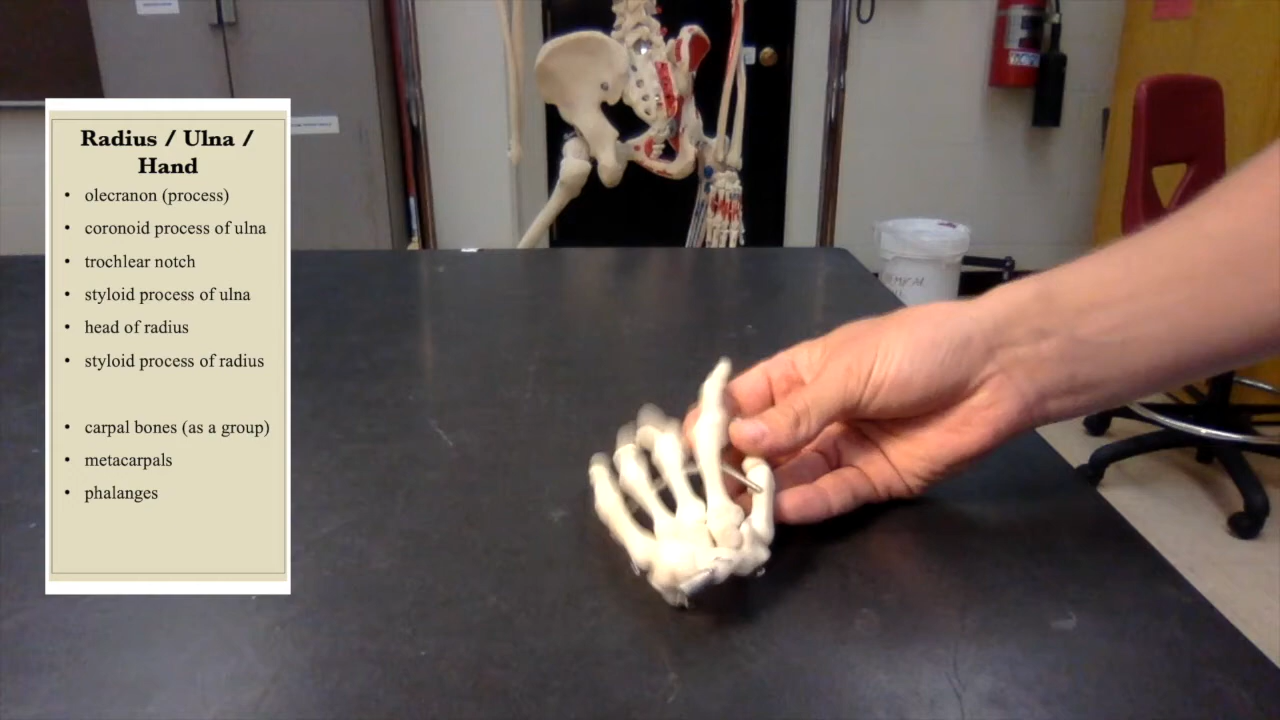 Radius / Ulna /
Hand
• olecranon (process)
• coronoid process of ulna
• trochlear notch
• styloid process of ulna
• head of radius
• styloid process of radius
• carpal bones (as a group)
• metacarpals
• phalanges